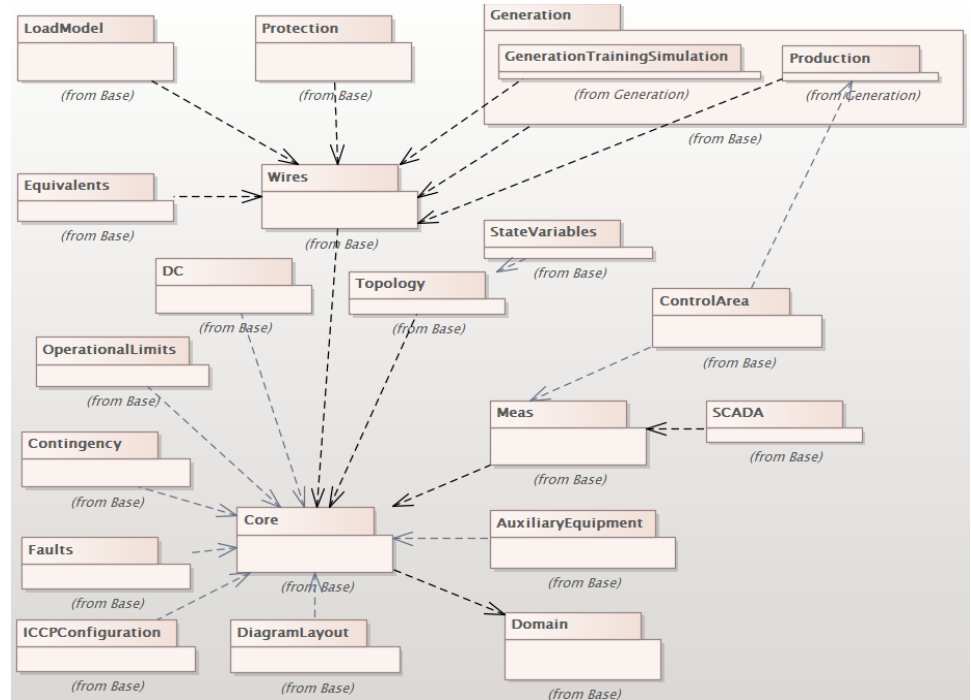 LoadModel
(from Base)
Protection
(from Base)
Generation
GenerationTrainingSimulation
(from Generation)
Production
(from Generation)
(from Base)
Equivalents
(from Base)
Wires
(from Base)
StateVariables
(from Base)
DC
(from Base)
Topology
(from Base)
ControlArea
(from Base)
OperationalLimits
(from Base)
Meas
(from Base)
SCADA
(from Base)
Contingency
(from Base)
Core
(from Base)
AuxiliaryEquipment
(from Base)
Faults
(from Base)
ICCPConfiguration
(from Base)
DiagramLayout
(from Base)
Domain
(from Base)